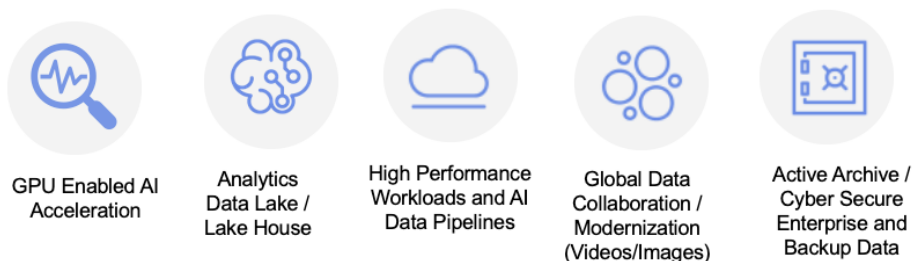 GPU Enabled AI
Acceleration
Analytics
Data Lake /
Lake House
High Performance
Workloads and AI
Data Pipelines
Global Data
Collaboration /
Modernization
(Videos/Images)
Active Archive /
Cyber Secure
Enterprise and
Backup Data